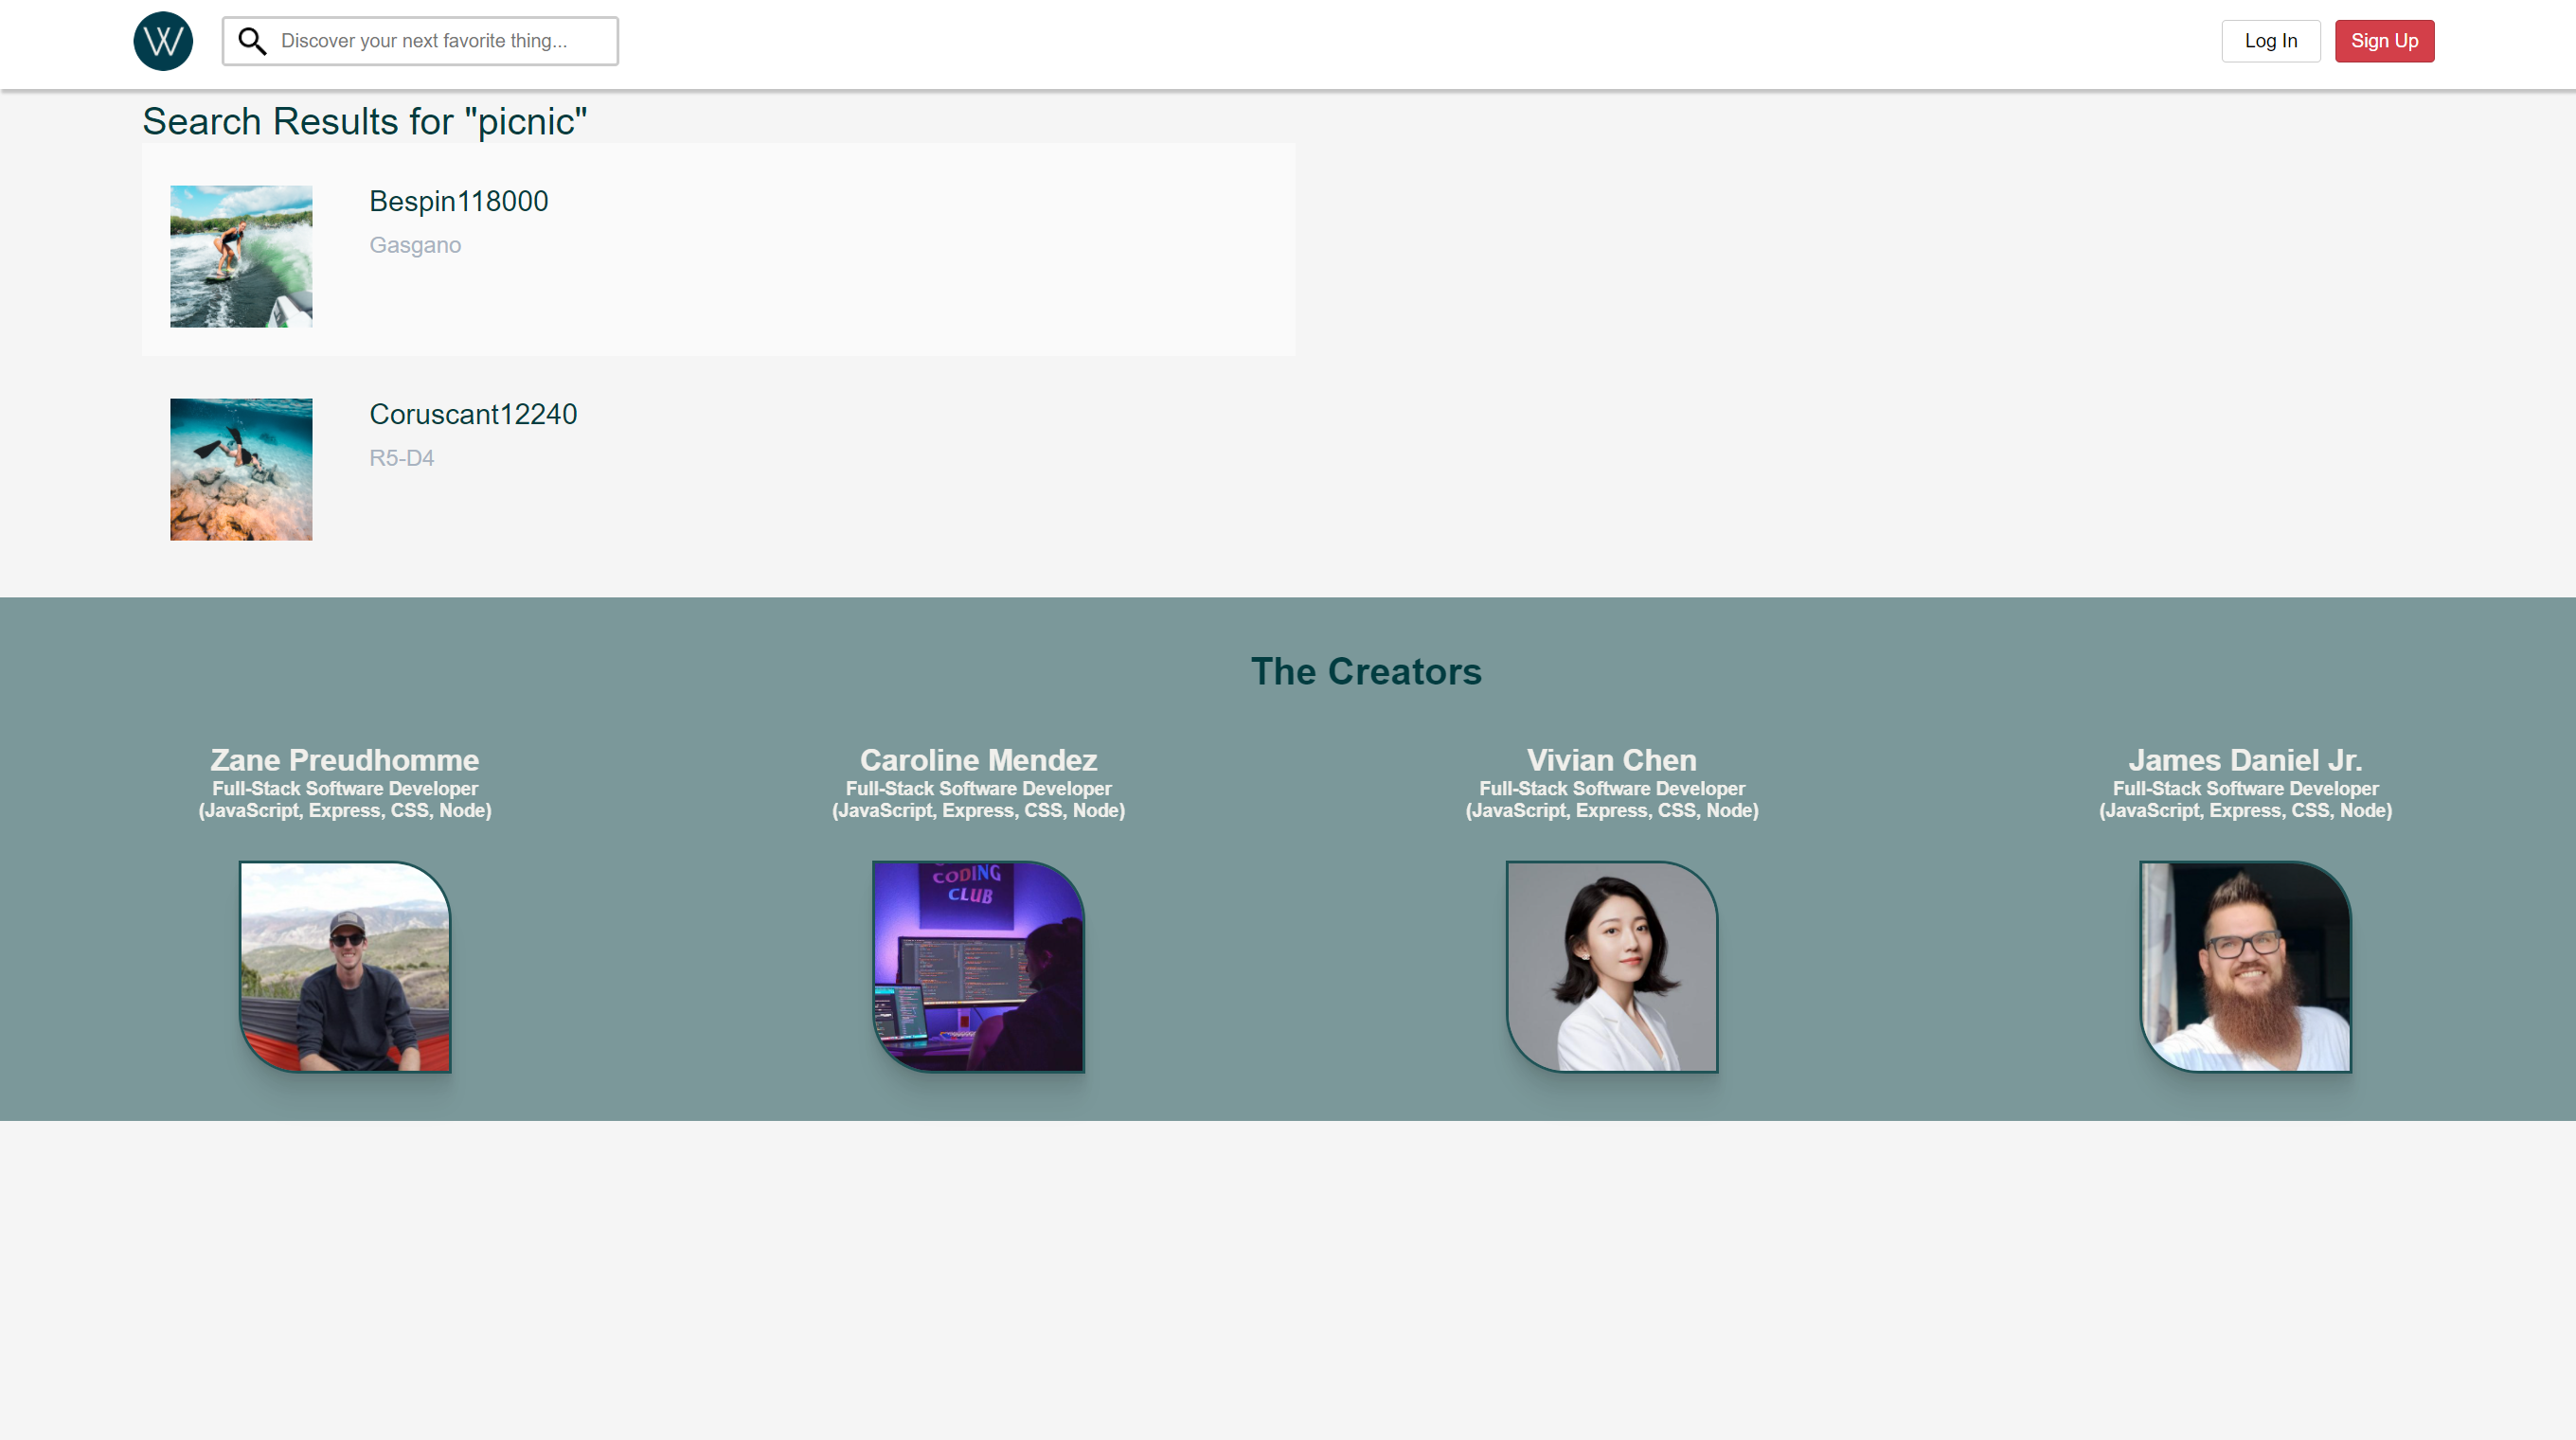 W
Discover your next favorite thing...
Log In
Sign Up
Search Results for "picnic"
Bespin118000
Gasgano
Coruscant12240
R5-D4
The Creators
Zane Preudhomme
Full-Stack Software Developer
(JavaScript, Express, CSS, Node)
Caroline Mendez
Full-Stack Software Developer
(JavaScript, Express, CSS, Node)
Vivian Chen
Full-Stack Software Developer
(JavaScript, Express, CSS, Node)
James Daniel Jr.
Full-Stack Software Developer
(JavaScript, Express, CSS, Node)
CODING
CLUB